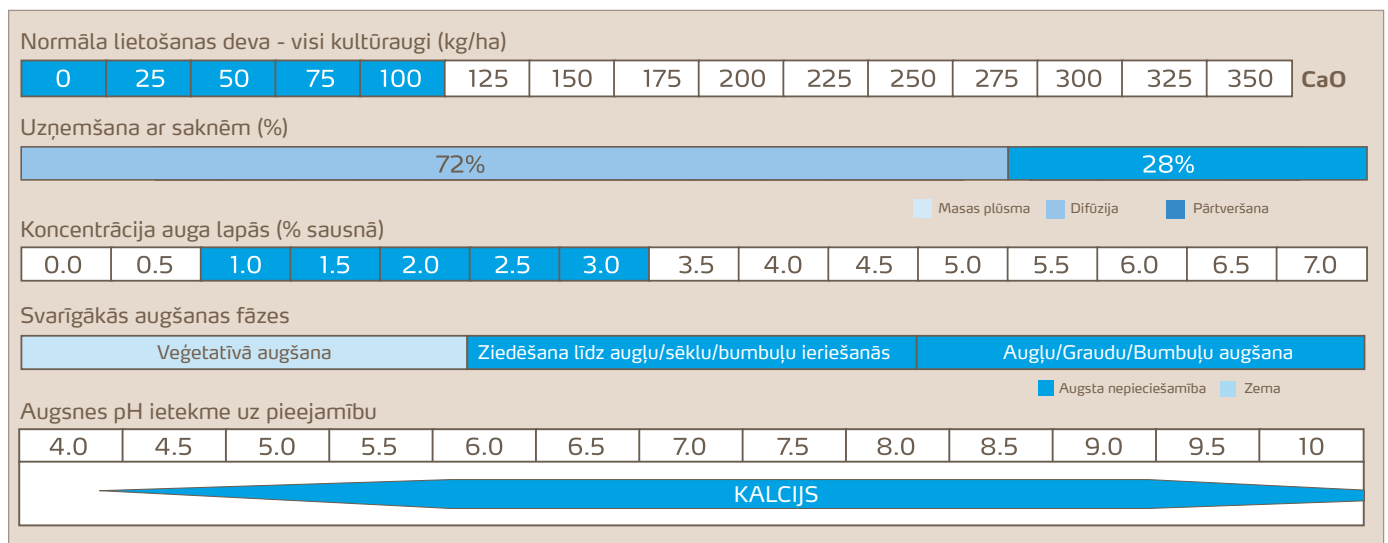 Normāla lietošanas deva - visi kultūraugi (kg/ha)
0 25 50 75 100 125 150 175 200 225 250 275 300 325 350 CaO
Uzņemšana ar saknēm (%)
72% 28%
Masas plūsma Difūzija Pārtveršana
Koncentrācija auga lapās (% sausnā)
0.0 0.5 1.0 1.5 2.0 2.5 3.0 3.5 4.0 4.5 5.0 5.5 6.0 6.5 7.0
Svarīgākās augšanas fāzes
Veģetatīvā augšana Ziedēšana līdz augļu/sēklu/bumbuļu ieriešanās Augļu/Graudu/Bumbuļu augšana
Augsta nepieciešamība Zema
Augsnes pH ietekme uz pieejamību
4.0 4.5 5.0 5.5 6.0 6.5 7.0 7.5 8.0 8.5 9.0 9.5 10
KALCIJS